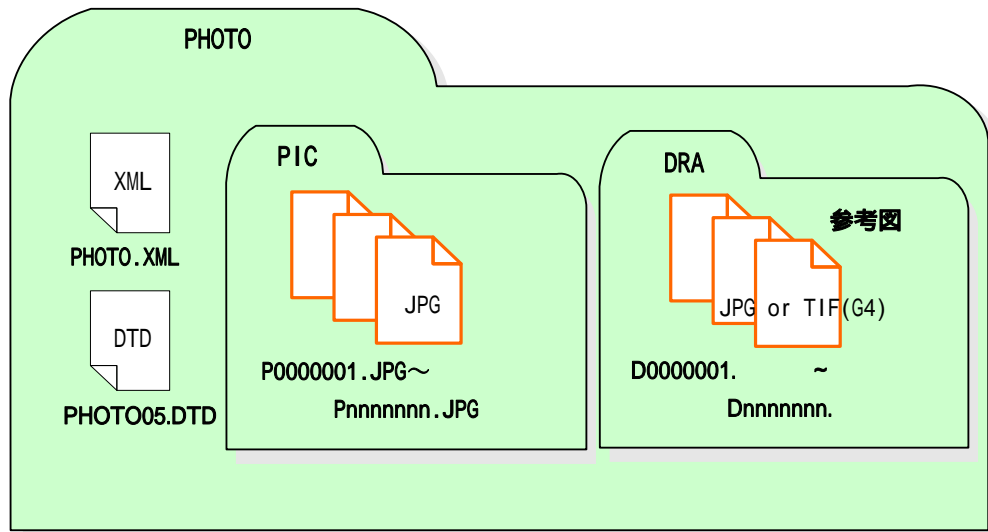 PHOTO
XML
PHOTO.XML
DTD
PHOTO05.DTD
PIC
JPG
P0000001.JPG～
Pnnnnnnn.JPG
DRA
参考図
JPG or TIF(G4)
D0000001. ~
Dnnnnnnn.